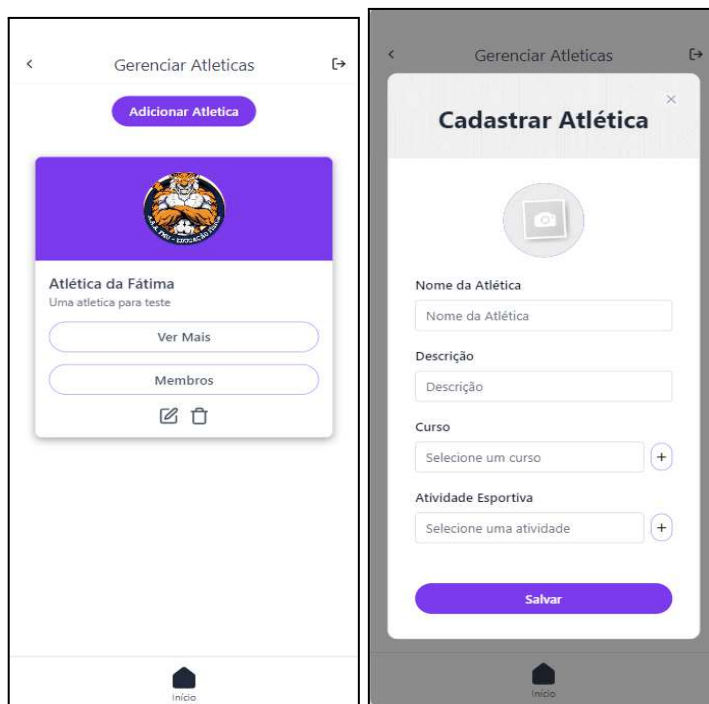 Gerenciar Atleticas
Adicionar Atletica
Atlética da Fátima
Uma atletica para teste
Ver Mais
Membros
Início
Gerenciar Atleticas
Cadastrar Atlética
Nome da Atlética
Nome da Atlética
Descrição
Descrição
Curso
Selecione um curso
Atividade Esportiva
Selecione uma atividade
Salvar
Início